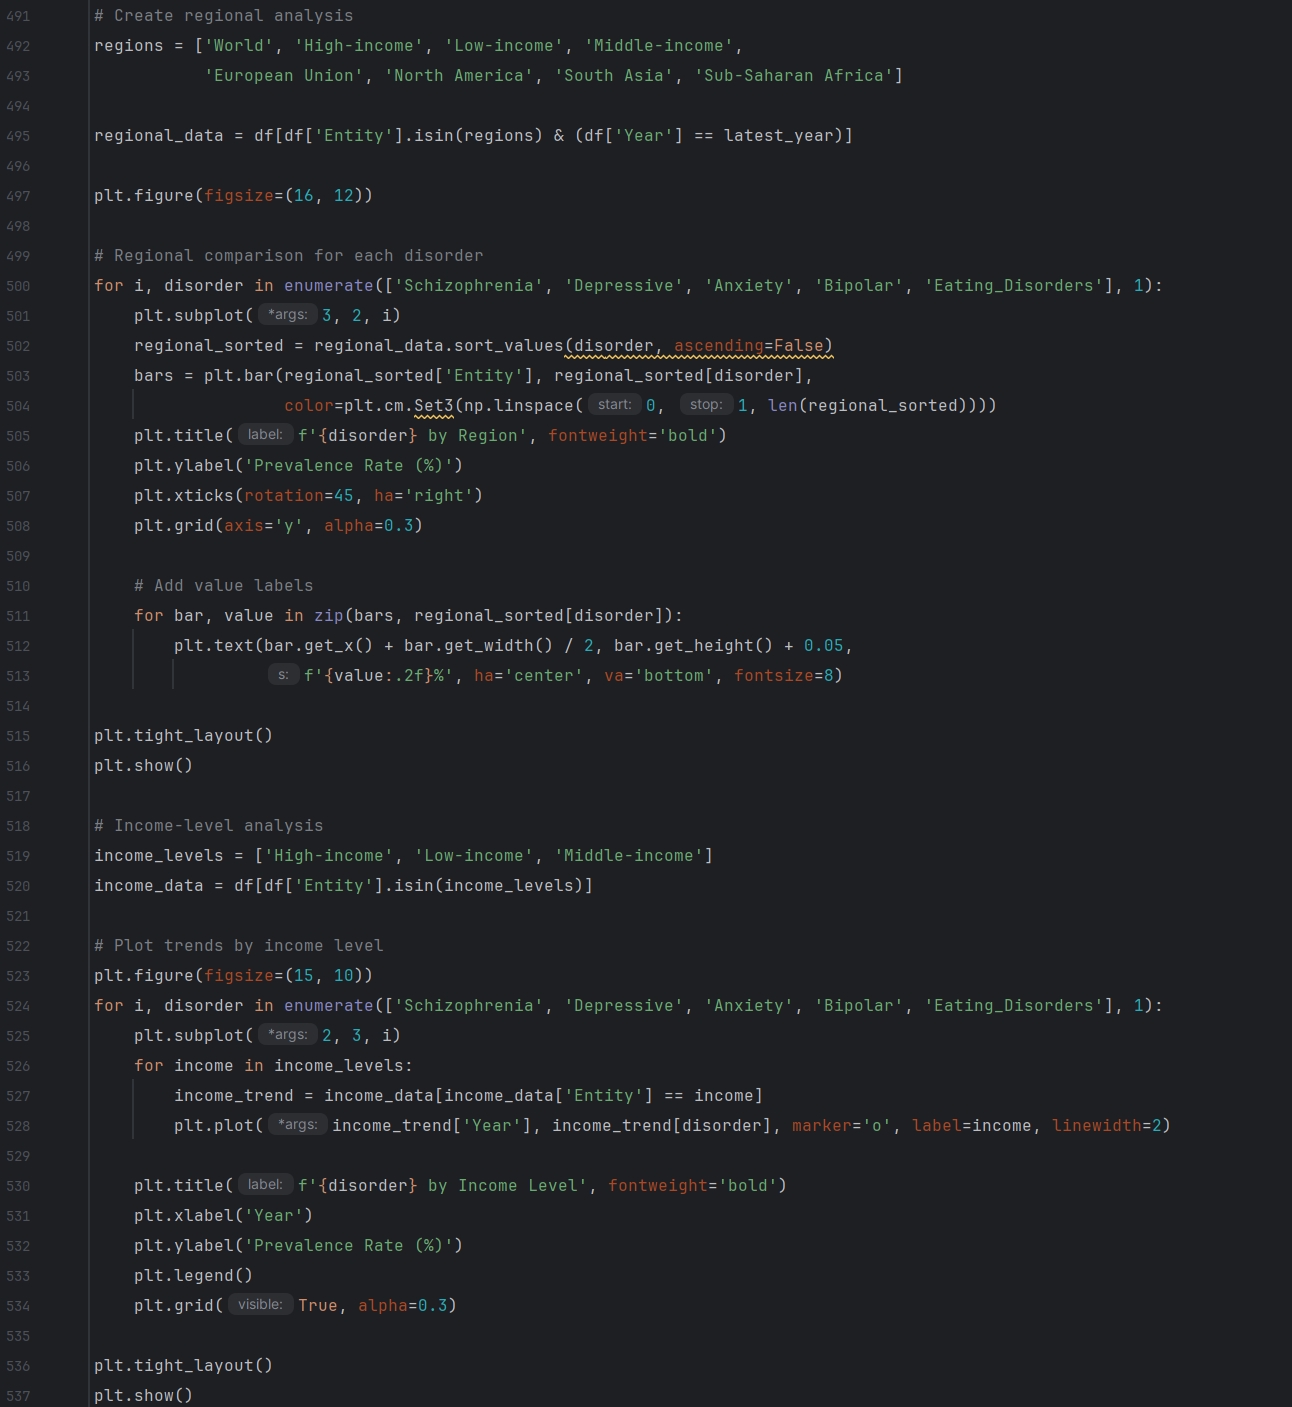 491 # Create regional analysis
492 regions = ['World', 'High-income', 'Low-income', 'Middle-income',
493            'European Union', 'North America', 'South Asia', 'Sub-Saharan Africa']
494
495 regional_data = df[df['Entity'].isin(regions) & (df['Year'] == latest_year)]
496
497 plt.figure(figsize=(16, 12))
498
499 # Regional comparison for each disorder
500 for i, disorder in enumerate(['Schizophrenia', 'Depressive', 'Anxiety', 'Bipolar', 'Eating_Disorders'], 1):
501     plt.subplot( *args: 3, 2, i)
502     regional_sorted = regional_data.sort_values(disorder, ascending=False)
503     bars = plt.bar(regional_sorted['Entity'], regional_sorted[disorder],
504                    color=plt.cm.Set3(np.linspace( start: 0, stop: 1, len(regional_sorted))))
505     plt.title( label: f'{disorder} by Region', fontweight='bold')
506     plt.ylabel('Prevalence Rate (%)')
507     plt.xticks(rotation=45, ha='right')
508     plt.grid(axis='y', alpha=0.3)
509
510     # Add value labels
511     for bar, value in zip(bars, regional_sorted[disorder]):
512         plt.text(bar.get_x() + bar.get_width() / 2, bar.get_height() + 0.05,
513                  s: f'{value:.2f}%', ha='center', va='bottom', fontsize=8)
514
515 plt.tight_layout()
516 plt.show()
517
518 # Income-level analysis
519 income_levels = ['High-income', 'Low-income', 'Middle-income']
520 income_data = df[df['Entity'].isin(income_levels)]
521
522 # Plot trends by income level
523 plt.figure(figsize=(15, 10))
524 for i, disorder in enumerate(['Schizophrenia', 'Depressive', 'Anxiety', 'Bipolar', 'Eating_Disorders'], 1):
525     plt.subplot( *args: 2, 3, i)
526     for income in income_levels:
527         income_trend = income_data[income_data['Entity'] == income]
528         plt.plot( *args: income_trend['Year'], income_trend[disorder], marker='o', label=income, linewidth=2)
529
530     plt.title( label: f'{disorder} by Income Level', fontweight='bold')
531     plt.xlabel('Year')
532     plt.ylabel('Prevalence Rate (%)')
533     plt.legend()
534     plt.grid( visible: True, alpha=0.3)
535
536 plt.tight_layout()
537 plt.show()